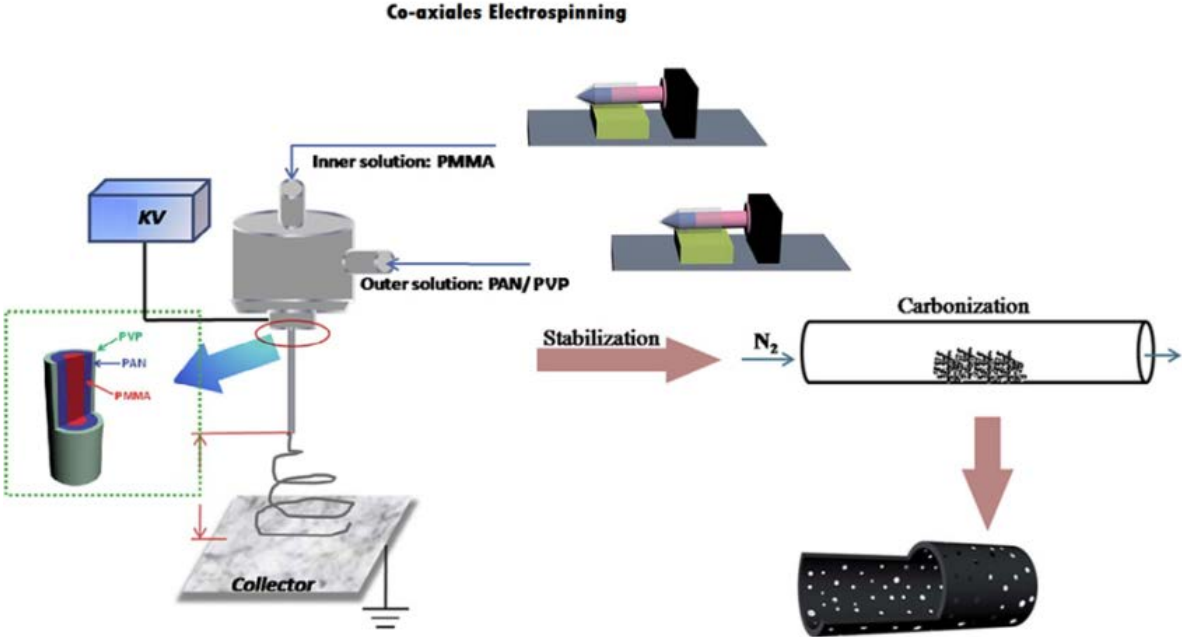 Co-axiales Electrospinning
Inner solution: PMMA
KV
Outer solution: PAN/PVP
PVP
PAN
PMMA
Collector
Stabilization
Carbonization
N₂